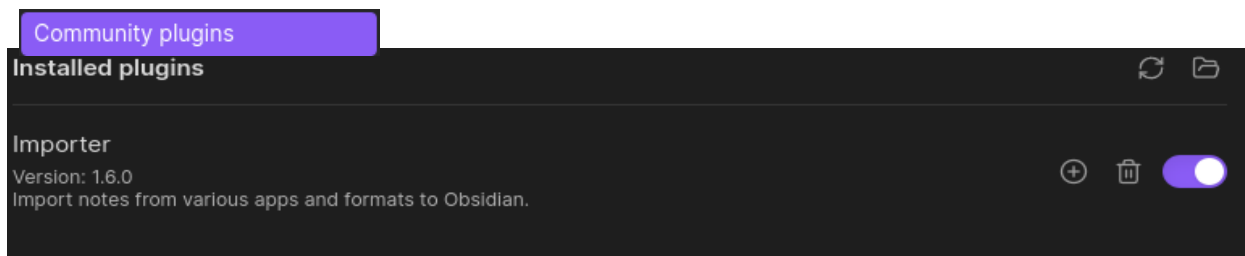 Community plugins
Installed plugins
Importer
Version: 1.6.0
Import notes from various apps and formats to Obsidian.